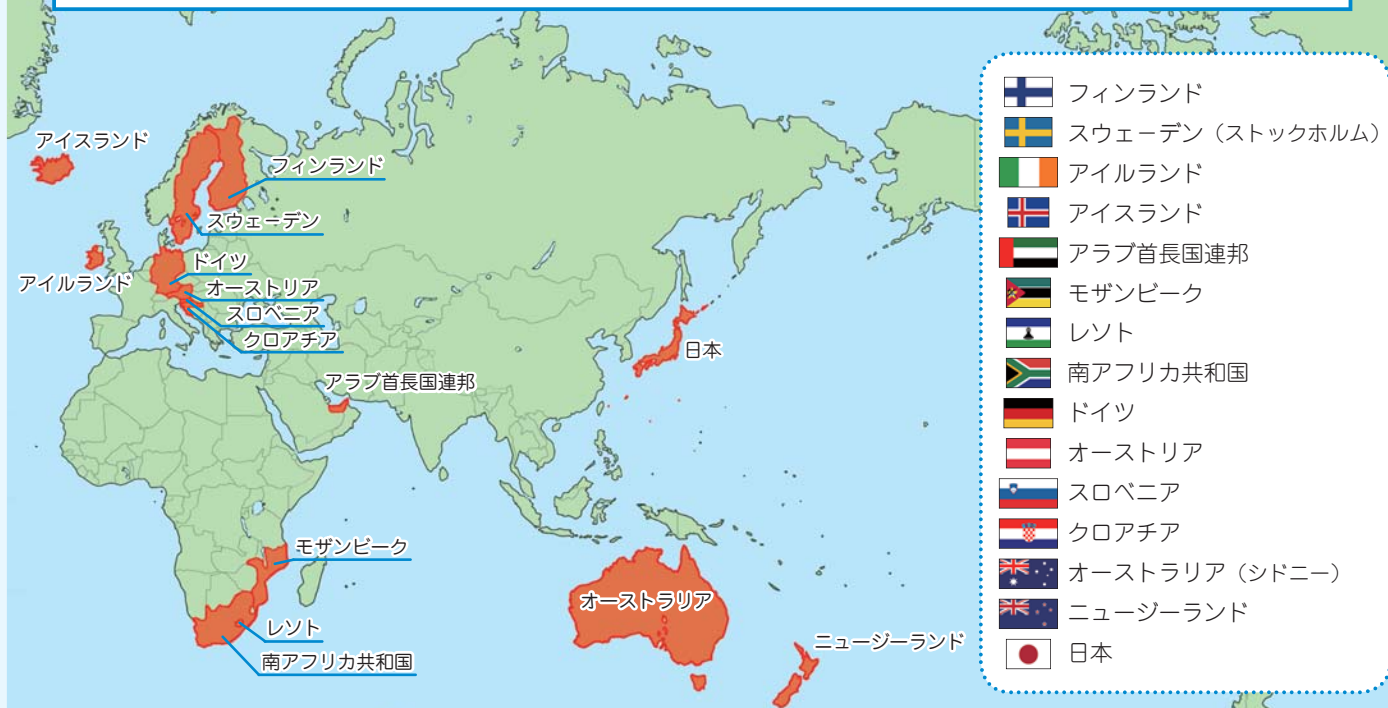 アイスランド
フィンランド
スウェーデン
アイルランド
ドイツ
オーストリア
スロベニア
クロアチア
アラブ首長国連邦
日本
モザンビーク
レソト
南アフリカ共和国
オーストラリア
ニュージーランド
フィンランド
スウェーデン（ストックホルム）
アイルランド
アイスランド
アラブ首長国連邦
モザンビーク
レソト
南アフリカ共和国
ドイツ
オーストリア
スロベニア
クロアチア
オーストラリア（シドニー）
ニュージーランド
日本